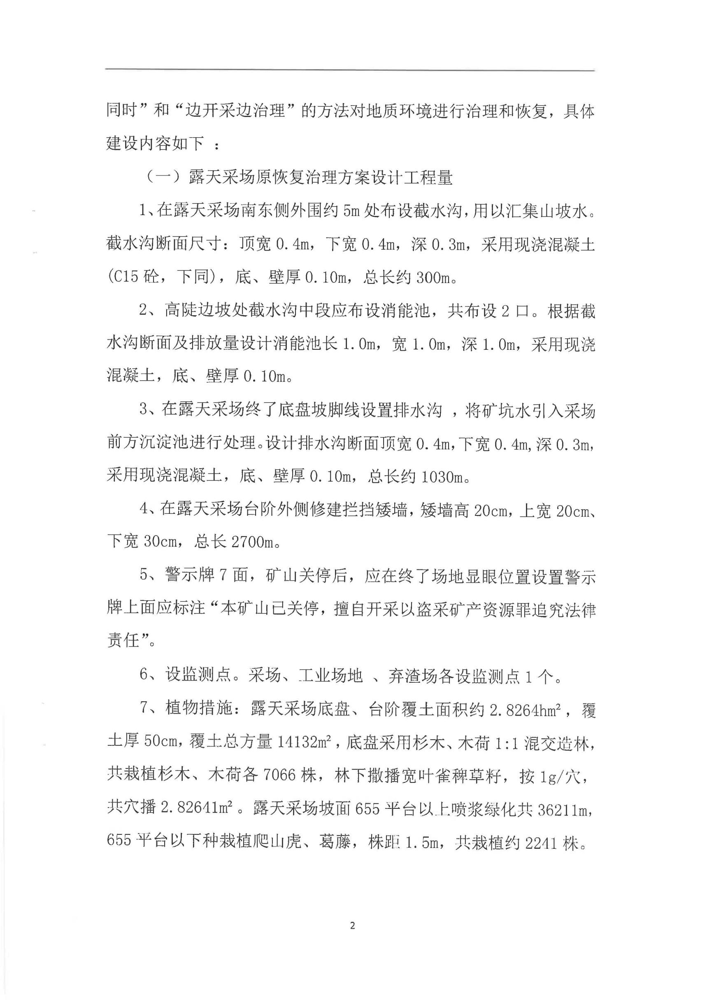 同时”和“边开采边治理”的方法对地质环境进行治理和恢复，具体
建设内容如下 ：
（一）露天采场原恢复治理方案设计工程量
1、在露天采场南东侧外围约 5m 处布设截水沟，用以汇集山坡水。
截水沟断面尺寸：顶宽 0.4m，下宽 0.4m，深 0.3m，采用现浇混凝土
(C15 砼，下同)，底、壁厚 0.10m，总长约 300m。
2、高陡边坡处截水沟中段应布设消能池，共布设 2 口。根据截
水沟断面及排放量设计消能池长 1.0m，宽 1.0m，深 1.0m，采用现浇
混凝土，底、壁厚 0.10m。
3、在露天采场终了底盘坡脚线设置排水沟 ，将矿坑水引入采场
前方沉淀池进行处理。设计排水沟断面顶宽 0.4m，下宽 0.4m,深 0.3m，
采用现浇混凝土，底、壁厚 0.10m，总长约 1030m。
4、在露天采场台阶外侧修建拦挡矮墙，矮墙高 20cm，上宽 20cm、
下宽 30cm，总长 2700m。
5、警示牌 7 面，矿山关停后，应在终了场地显眼位置设置警示
牌上面应标注“本矿山已关停，擅自开采以盗采矿产资源罪追究法律
责任”。
6、设监测点。采场、工业场地 、弃渣场各设监测点 1 个。
7、植物措施：露天采场底盘、台阶覆土面积约 2.8264hm²，覆
土厚 50cm，覆土总方量 14132m²，底盘采用杉木、木荷 1:1 混交造林，
共栽植杉木、木荷各 7066 株，林下撒播宽叶雀稗草籽，按 1g/穴，
共穴播 2.82641m²。露天采场坡面 655 平台以上喷浆绿化共 36211m，
655 平台以下种栽植爬山虎、葛藤，株距 1.5m，共栽植约 2241 株。
2